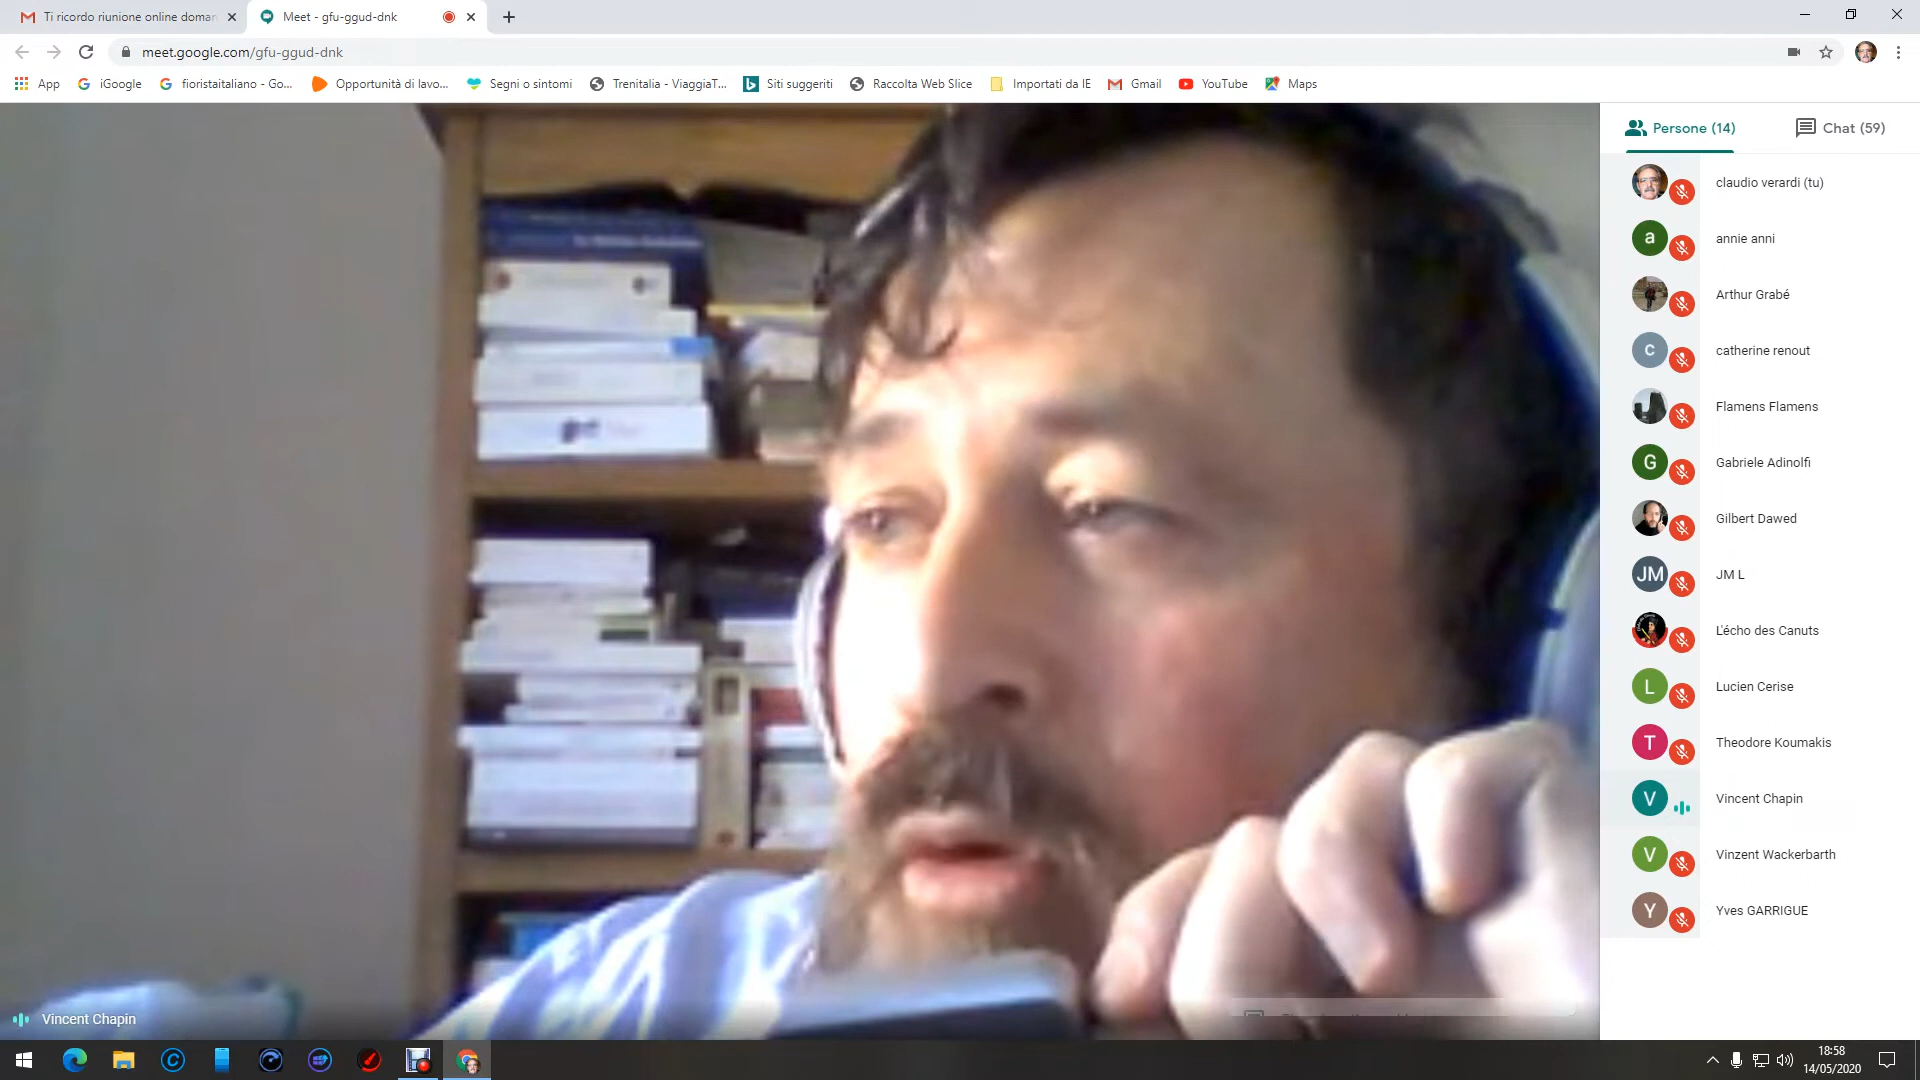 Ti ricordo riunione online doman
Meet - gfu-ggud-dnk
meet.google.com/gfu-ggud-dnk
App
iGoogle
fioristaitaliano - Go...
Opportunità di lavo...
Segni o sintomi
Trenitalia - ViaggiaT...
Siti suggeriti
Raccolta Web Slice
Importati da IE
Gmail
YouTube
Maps
Persone (14)
Chat (59)
claudio verardi (tu)
a
annie anni
Arthur Grabé
c
catherine renout
Flamens Flamens
G
Gabriele Adinolfi
Gilbert Dawed
JM
JM L
L'écho des Canuts
L
Lucien Cerise
T
Theodore Koumakis
V
Vincent Chapin
V
Vinzent Wackerbarth
Y
Yves GARRIGUE
Vincent Chapin
18:58
14/05/2020